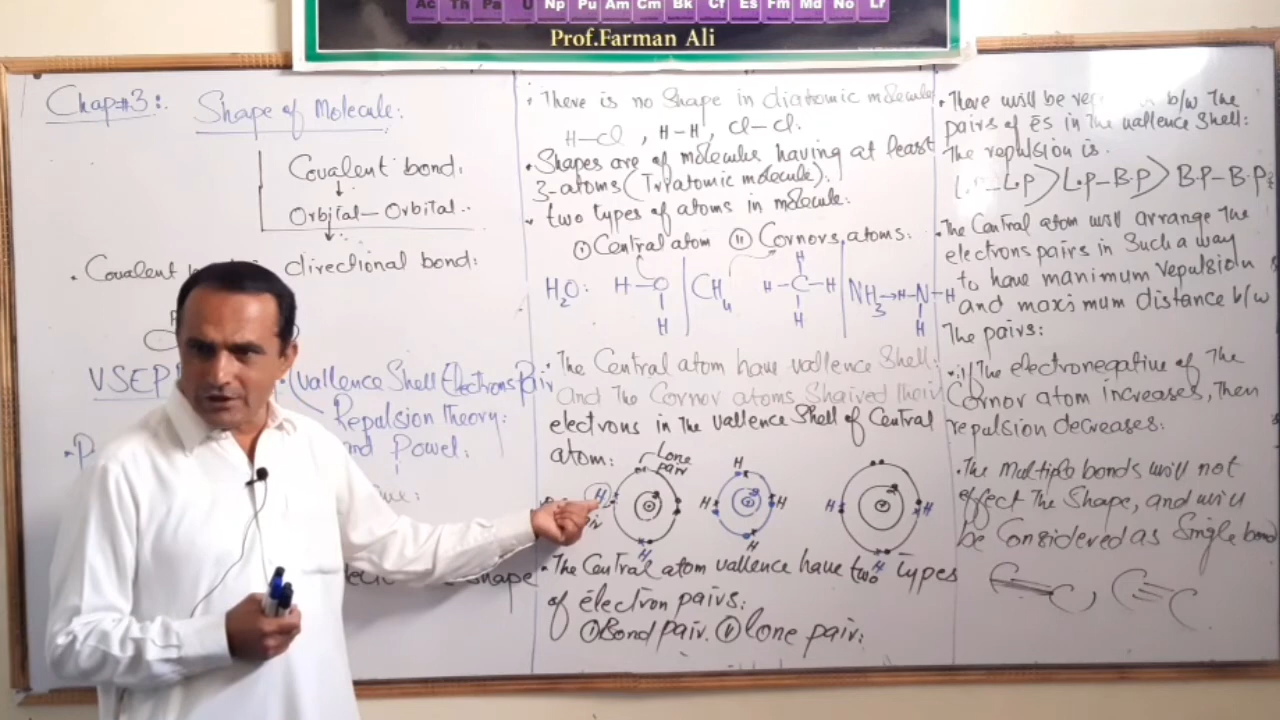 Ac Th Pa U Np Pu Am Cm Bk Cf Es Fm Md No Lr
Prof.Farman Ali
Chap#3:. Shape of Molecule:
Covalent bond:
Orbital-Orbital..
• Covalent directional bond:
VSEP (vallence Shell Electrons Pair
Repulsion Theory:
and Powel:
shape
• There is no Shape in diatomic molecule
H-Cl, H-H, Cl-Cl.
• Shapes are of molecules having at least
3-atoms (Triatomic molecule).
• two types of atoms in molecule:
(i) Central atom (ii) Cornors atoms:
H2O: H-O H CH4 H H-C-H H NH3→H-N-H H
• The Central atom have vallence Shell:
and The Cornor atoms Shaired their
electrons in the vallence Shell of Central
atom:
Lone
pair
H H H H H H H H H
• The Central atom vallence have two types
of electron pairs:
(i) Bond pair. (ii) lone pair:
• There will be b/w The
pairs of ēs in The vallence shell:
The repulsion is.
L.P-L.P > L.P-B.P > B.P-B.P
• The Central atom will arrange The
electrons pairs in Such a way
to have manimum repulsion
and maximum distance b/w
The pairs:
• if The electronegative of The
Cornor atom increases, Then
repulsion decreases:
• The multiple bonds will not
effect The Shape, and will
be Considered as Single bond
C≡C